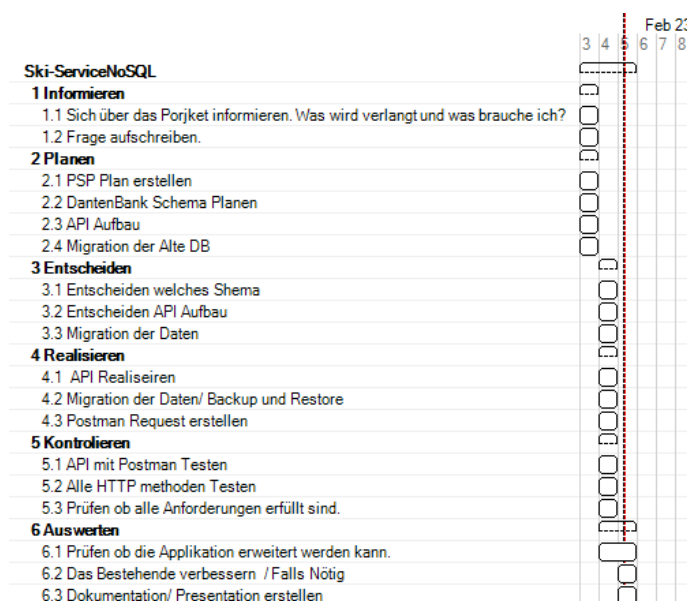 Feb 23
3 4 5 6 7 8
Ski-ServiceNoSQL
1 Informieren
1.1 Sich über das Porjket informieren. Was wird verlangt und was brauche ich?
1.2 Frage aufschreiben.
2 Planen
2.1 PSP Plan erstellen
2.2 DantenBank Schema Planen
2.3 API Aufbau
2.4 Migration der Alte DB
3 Entscheiden
3.1 Entscheiden welches Shema
3.2 Entscheiden API Aufbau
3.3 Migration der Daten
4 Realisieren
4.1 API Realiseiren
4.2 Migration der Daten/ Backup und Restore
4.3 Postman Request erstellen
5 Kontrolieren
5.1 API mit Postman Testen
5.2 Alle HTTP methoden Testen
5.3 Prüfen ob alle Anforderungen erfüllt sind.
6 Auswerten
6.1 Prüfen ob die Applikation erweitert werden kann.
6.2 Das Bestehende verbessern / Falls Nötig
6.3 Dokumentation/ Presentation erstellen